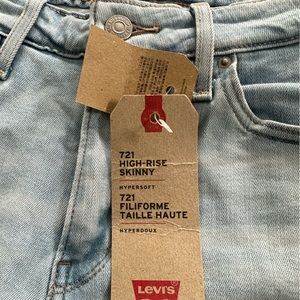 721
HIGH-RISE
SKINNY
HYPERSOFT
721
FILIFORME
TAILLE HAUTE
HYPERDOUX
LEVI'S